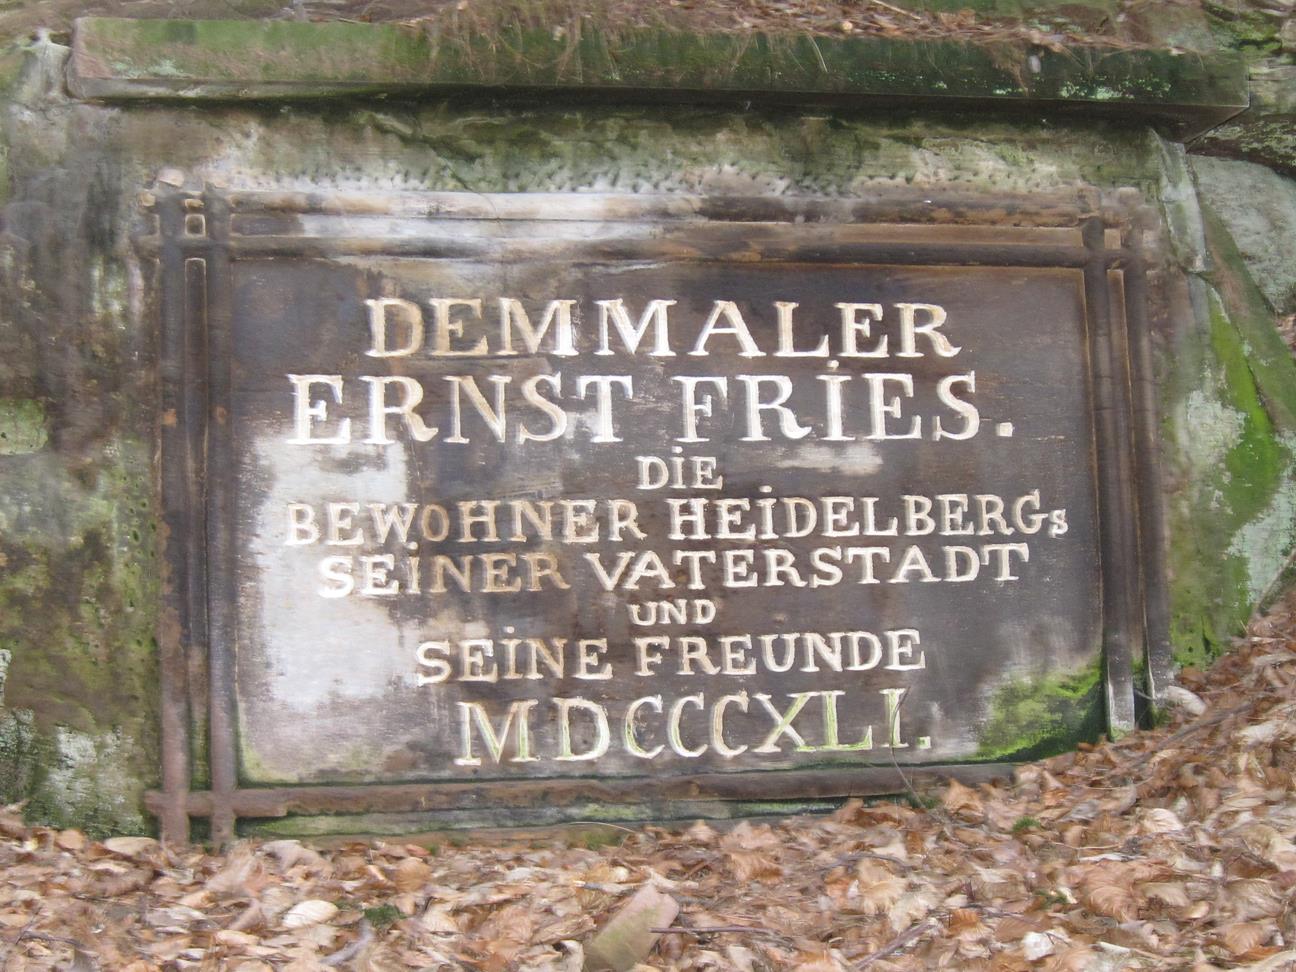 DEMMALER
ERNST FRIES.
DIE
BEWOHNER HEIDELBERGs
SEINER VATERSTADT
UND
SEINE FREUNDE
MDCCCXLI.